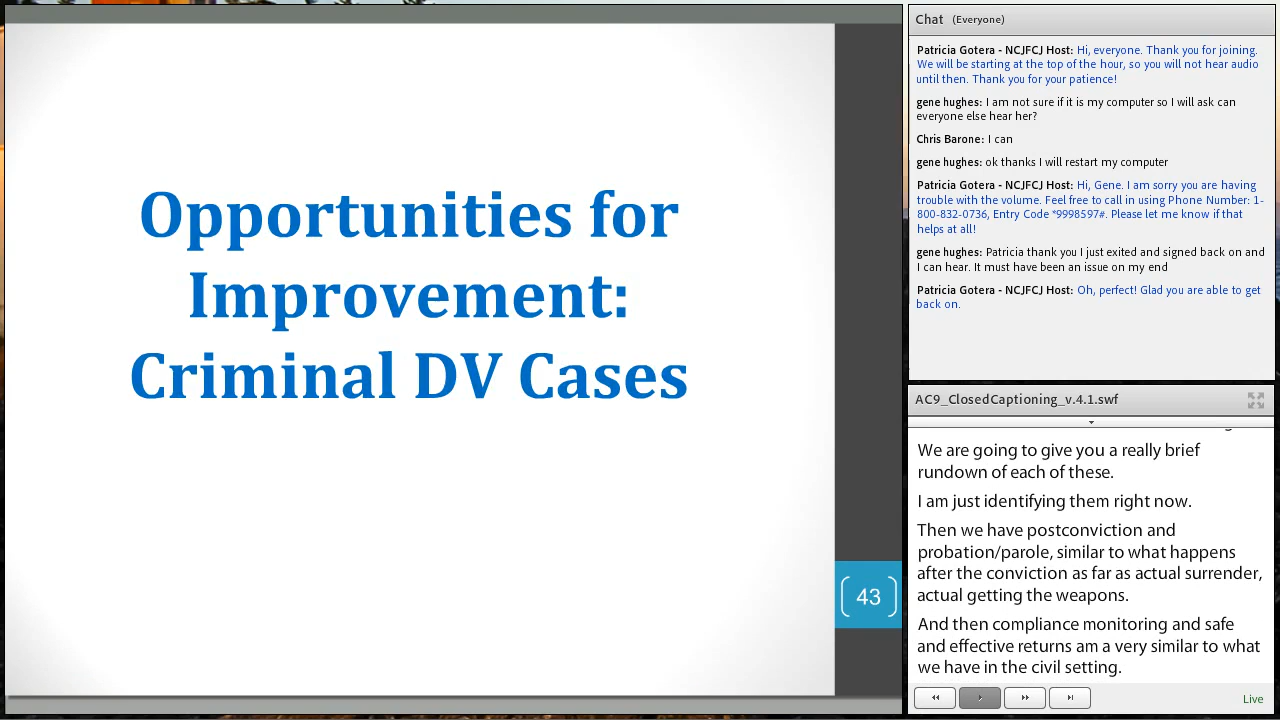 Opportunities for
Improvement:
Criminal DV Cases
43
Chat (Everyone)
Patricia Gotera - NCJFCJ Host: Hi, everyone. Thank you for joining.
We will be starting at the top of the hour, so you will not hear audio
until then. Thank you for your patience!
gene hughes: I am not sure if it is my computer so I will ask can
everyone else hear her?
Chris Barone: I can
gene hughes: ok thanks I will restart my computer
Patricia Gotera - NCJFCJ Host: Hi, Gene. I am sorry you are having
trouble with the volume. Feel free to call in using Phone Number: 1-
800-832-0736, Entry Code *9998597#. Please let me know if that
helps at all!
gene hughes: Patricia thank you I just exited and signed back on and
I can hear. It must have been an issue on my end
Patricia Gotera - NCJFCJ Host: Oh, perfect! Glad you are able to get
back on.
AC9_ClosedCaptioning_v.4.1.swf
We are going to give you a really brief
rundown of each of these.
I am just identifying them right now.
Then we have postconviction and
probation/parole, similar to what happens
after the conviction as far as actual surrender,
actual getting the weapons.
And then compliance monitoring and safe
and effective returns am a very similar to what
we have in the civil setting.
Live